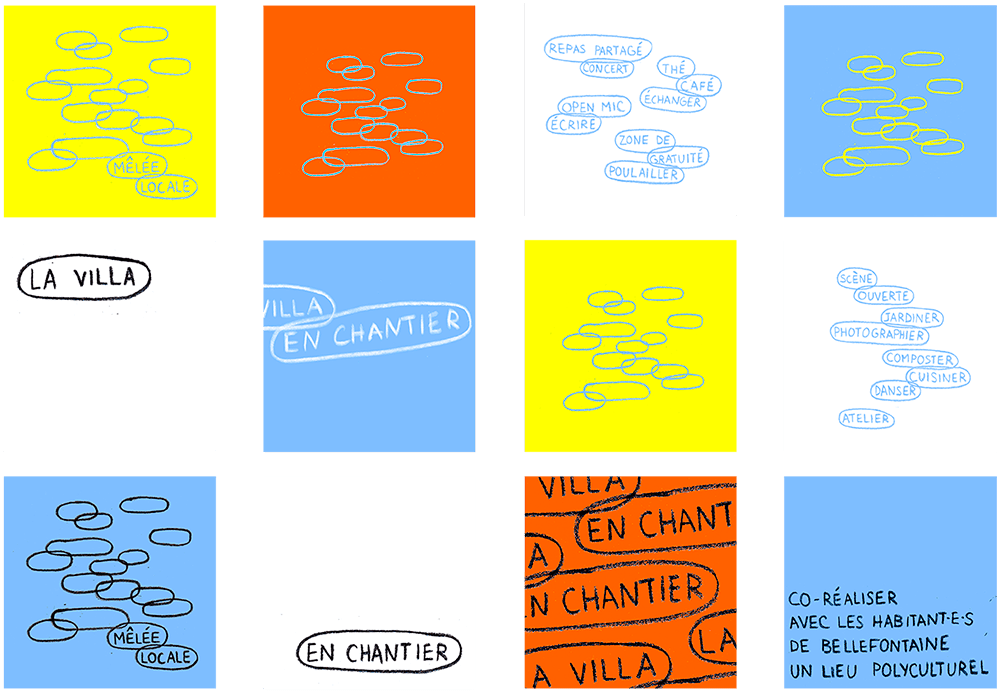 MÊLÉE
LOCALE
REPAS PARTAGÉ
CONCERT
THÉ
CAFÉ
ÉCHANGER
OPEN MIC
ÉCRIRE
ZONE DE
GRATUITÉ
POULAILLER
LA VILLA
VILLA
EN CHANTIER
SCÈNE
OUVERTE
JARDINER
PHOTOGRAPHIER
COMPOSTER
CUISINER
DANSER
ATELIER
MÊLÉE
LOCALE
EN CHANTIER
VILLA
EN CHANT
A
N CHANTIER
LA
A VILLA
CO-RÉALISER
AVEC LES HABITANT·E·S
DE BELLEFONTAINE
UN LIEU POLYCULTUREL